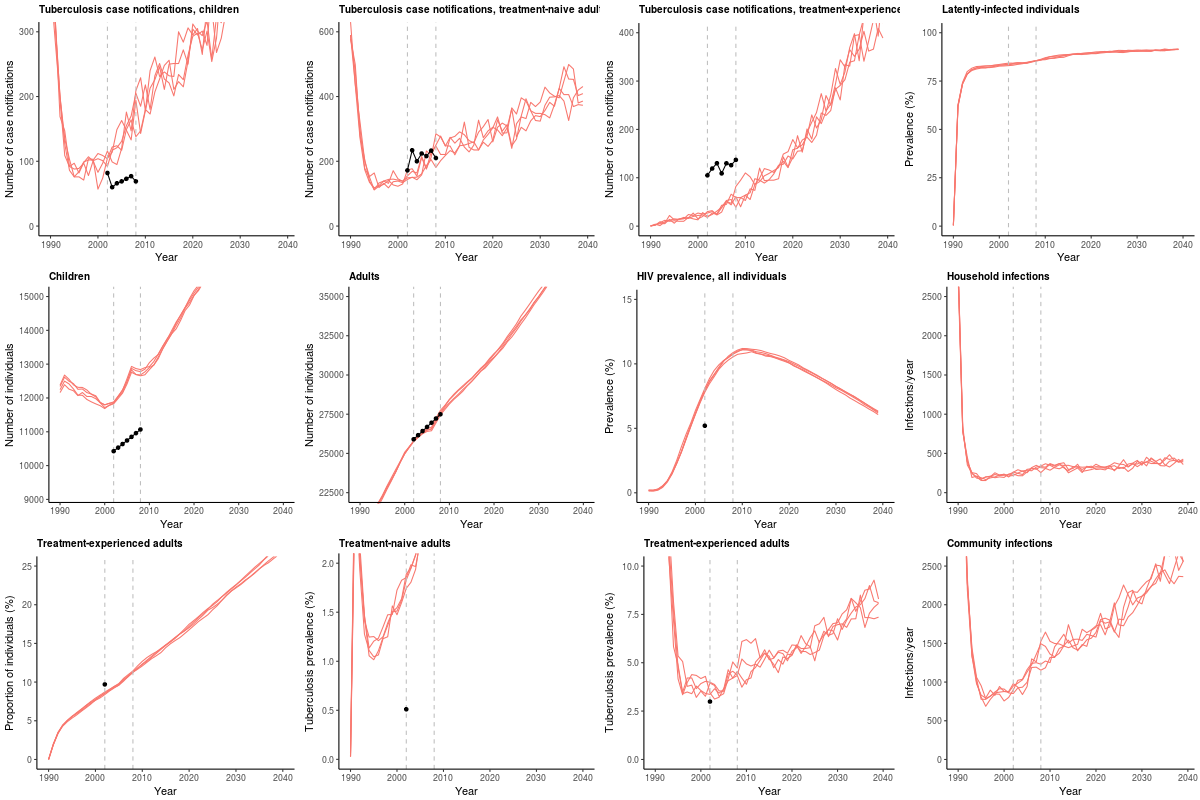 Tuberculosis case notifications, children
Number of case notifications
300
200
100
0
1990 2000 2010 2020 2030 2040
Year
Tuberculosis case notifications, treatment-naive adul
Number of case notifications
600
400
200
0
1990 2000 2010 2020 2030 2040
Year
Tuberculosis case notifications, treatment-experience
Number of case notifications
400
300
200
100
0
1990 2000 2010 2020 2030 2040
Year
Latently-infected individuals
Prevalence (%)
100
75
50
25
0
1990 2000 2010 2020 2030 2040
Year
Children
Number of individuals
15000
14000
13000
12000
11000
10000
9000
1990 2000 2010 2020 2030 2040
Year
Adults
Number of individuals
35000
32500
30000
27500
25000
22500
1990 2000 2010 2020 2030 2040
Year
HIV prevalence, all individuals
Prevalence (%)
15
10
5
0
1990 2000 2010 2020 2030 2040
Year
Household infections
Infections/year
2500
2000
1500
1000
500
0
1990 2000 2010 2020 2030 2040
Year
Treatment-experienced adults
Proportion of individuals (%)
25
20
15
10
5
0
1990 2000 2010 2020 2030 2040
Year
Treatment-naive adults
Tuberculosis prevalence (%)
2.0
1.5
1.0
0.5
0.0
1990 2000 2010 2020 2030 2040
Year
Treatment-experienced adults
Tuberculosis prevalence (%)
10.0
7.5
5.0
2.5
0.0
1990 2000 2010 2020 2030 2040
Year
Community infections
Infections/year
2500
2000
1500
1000
500
0
1990 2000 2010 2020 2030 2040
Year